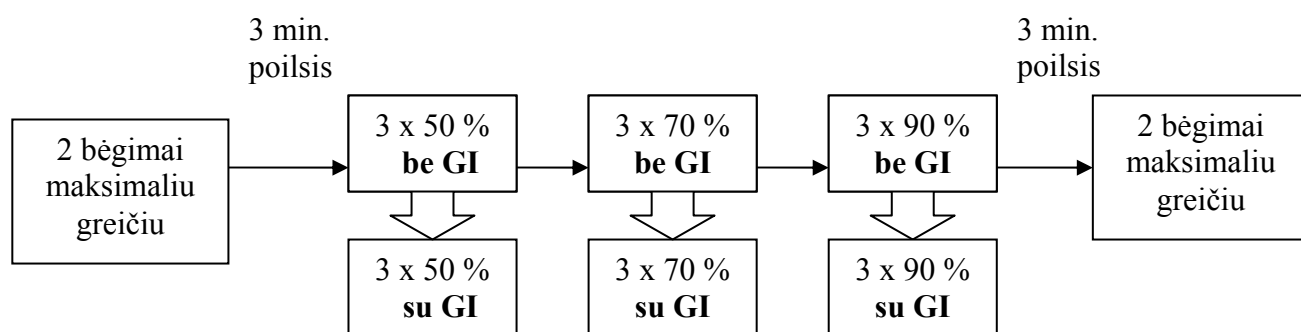 3 min.
poilsis
3 min.
poilsis
2 bėgimai
maksimaliu
greičiu
3 x 50 %
be GI
3 x 70 %
be GI
3 x 90 %
be GI
2 bėgimai
maksimaliu
greičiu
3 x 50 %
su GI
3 x 70 %
su GI
3 x 90 %
su GI